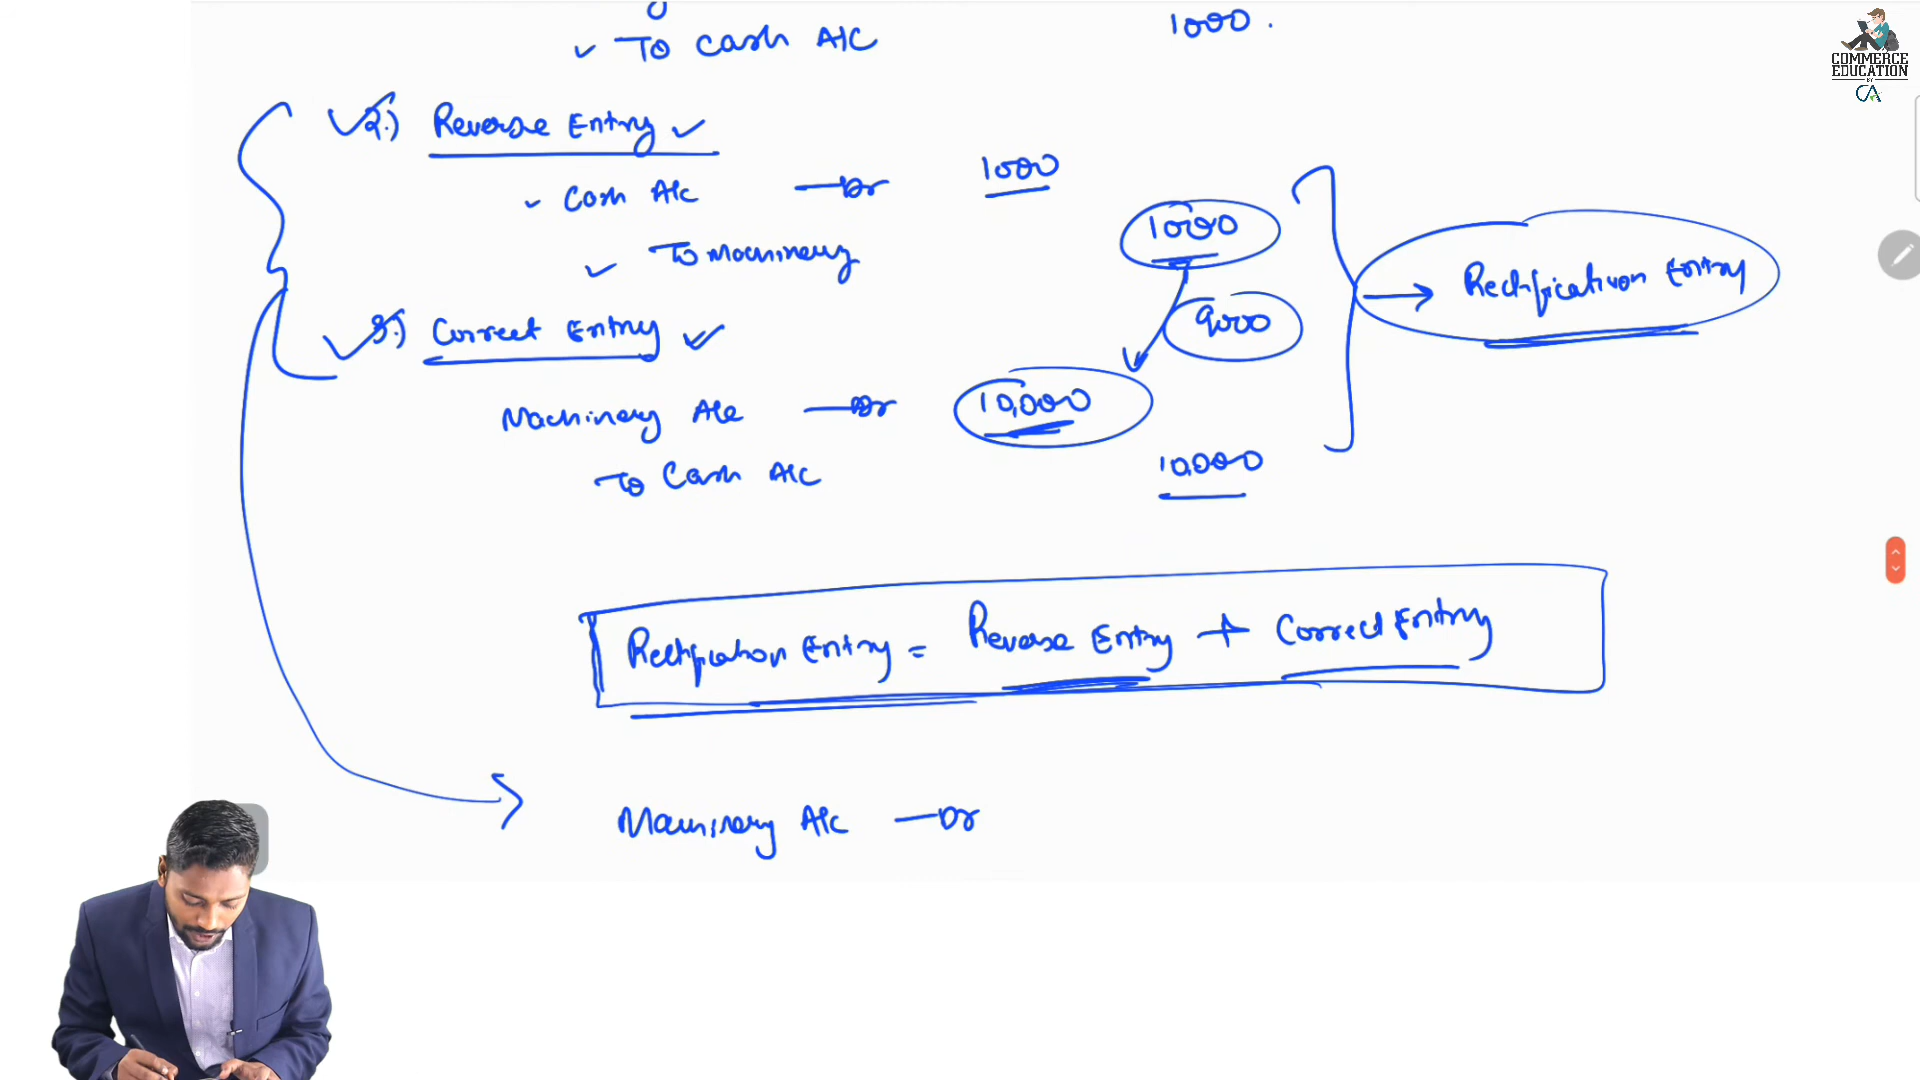 To Cash A/C 1000.
2.) Reverse Entry
Cash A/c Dr 1000
To Machinery 1000
9000
Rectification Entry
3.) Correct Entry
Machinery A/c Dr 10,000
To Cash A/C 10,000
Rectification Entry = Reverse Entry + Correct Entry
Machinery A/c Dr
COMMERCE
EDUCATION
BY
CA